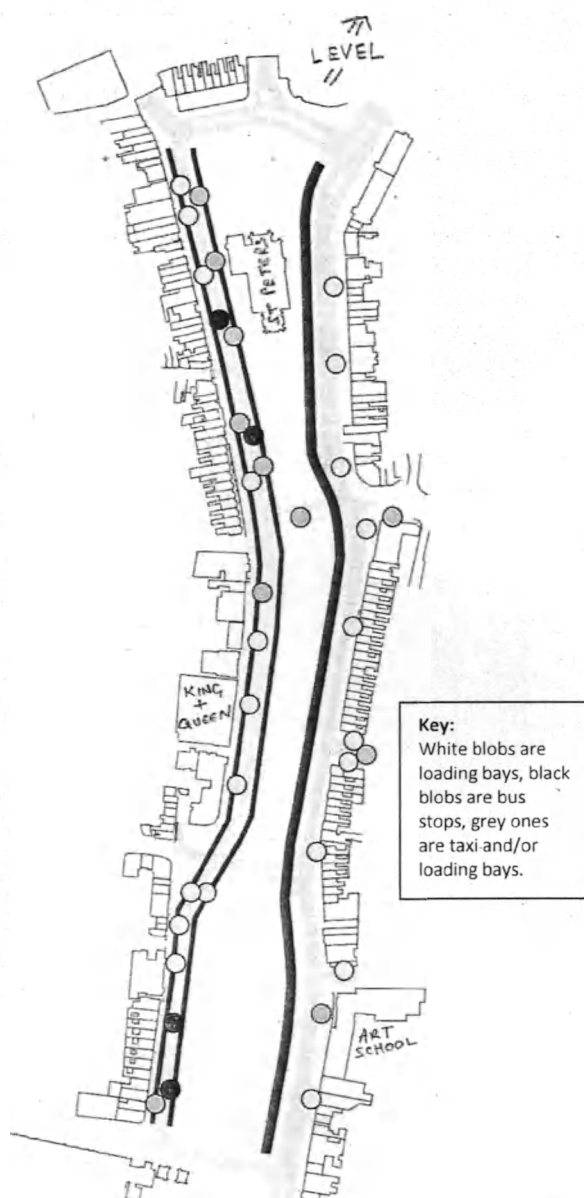 LEVEL
ST PETERS
KING
+
QUEEN
Key:
White blobs are
loading bays, black
blobs are bus
stops, grey ones
are taxi and/or
loading bays.
ART
SCHOOL